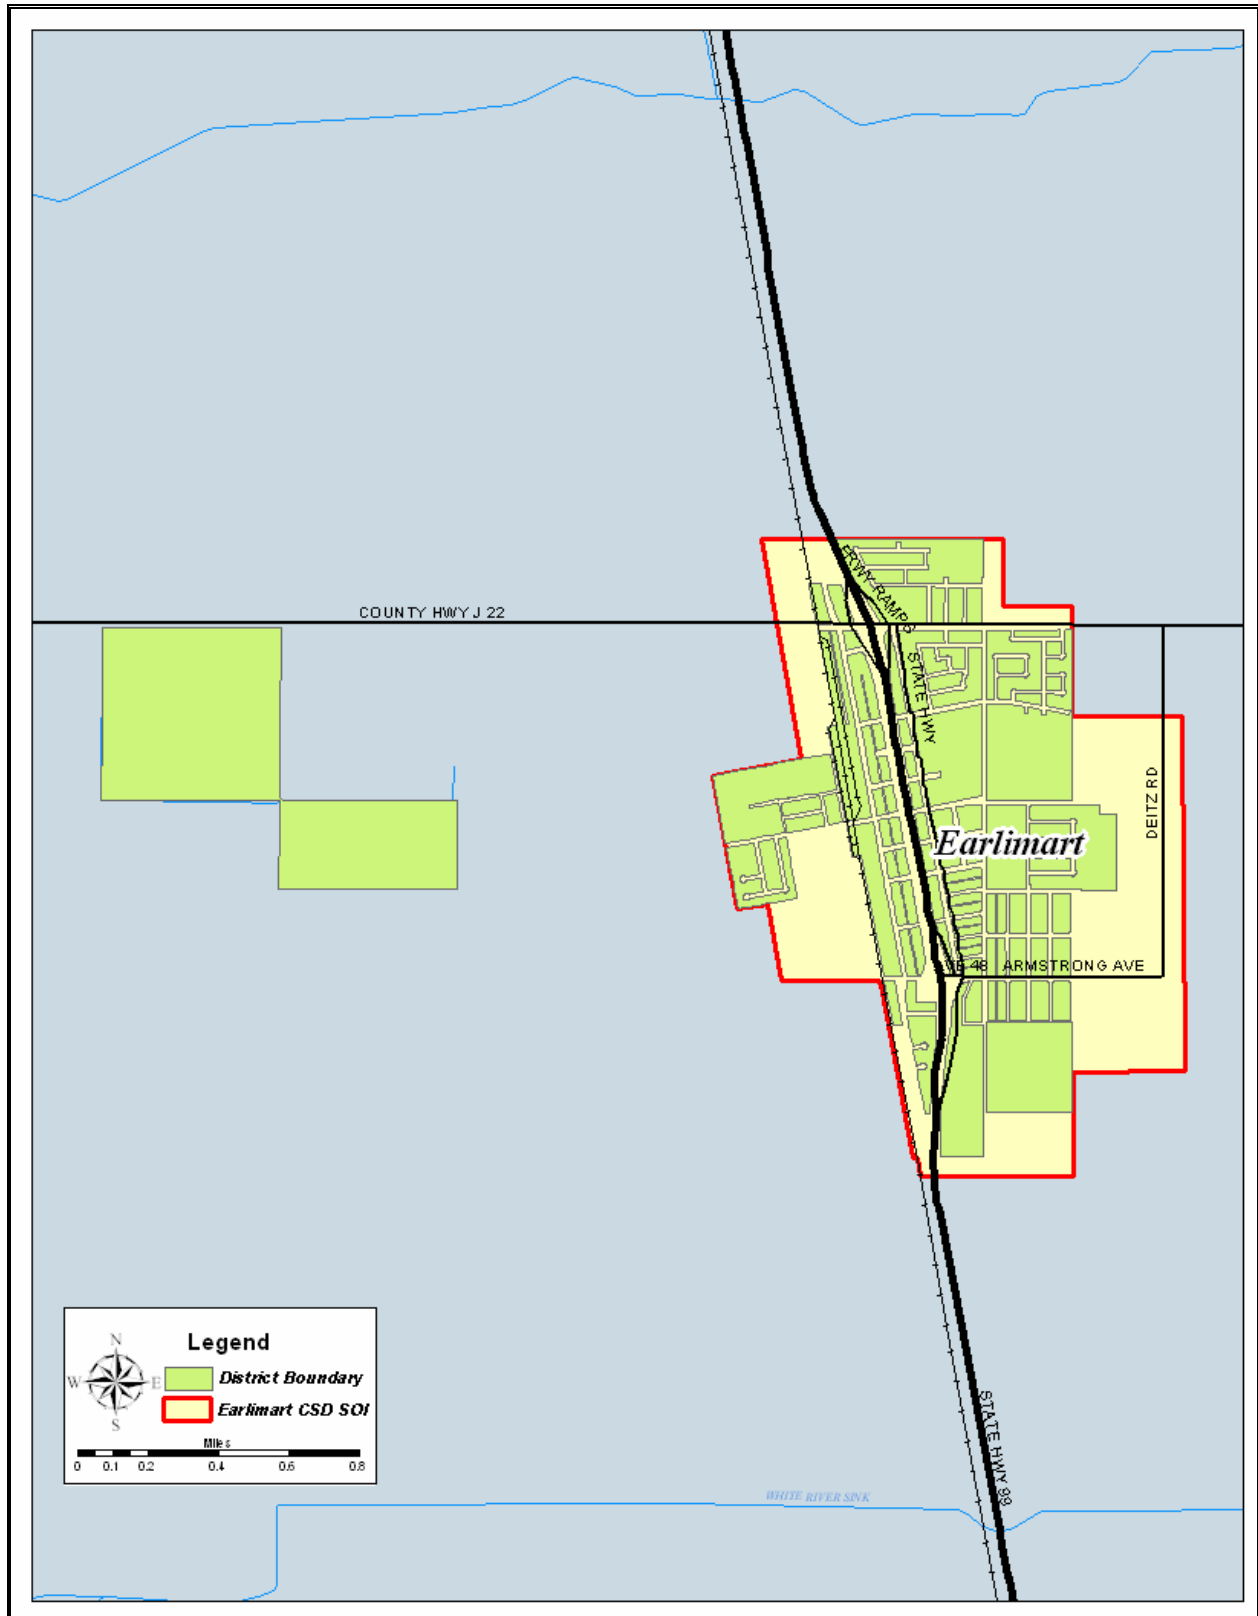 COUNTY HWY J 22
FRWY RAMPS
STATE HWY
DEITZ RD
Earlimart
48 ARMSTRONG AVE
Legend
N
W
E
S
District Boundary
Earlimart CSD SOI
Miles
0 0.1 0.2 0.4 0.6 0.8
STATE HWY 99
WHITE RIVER SINK